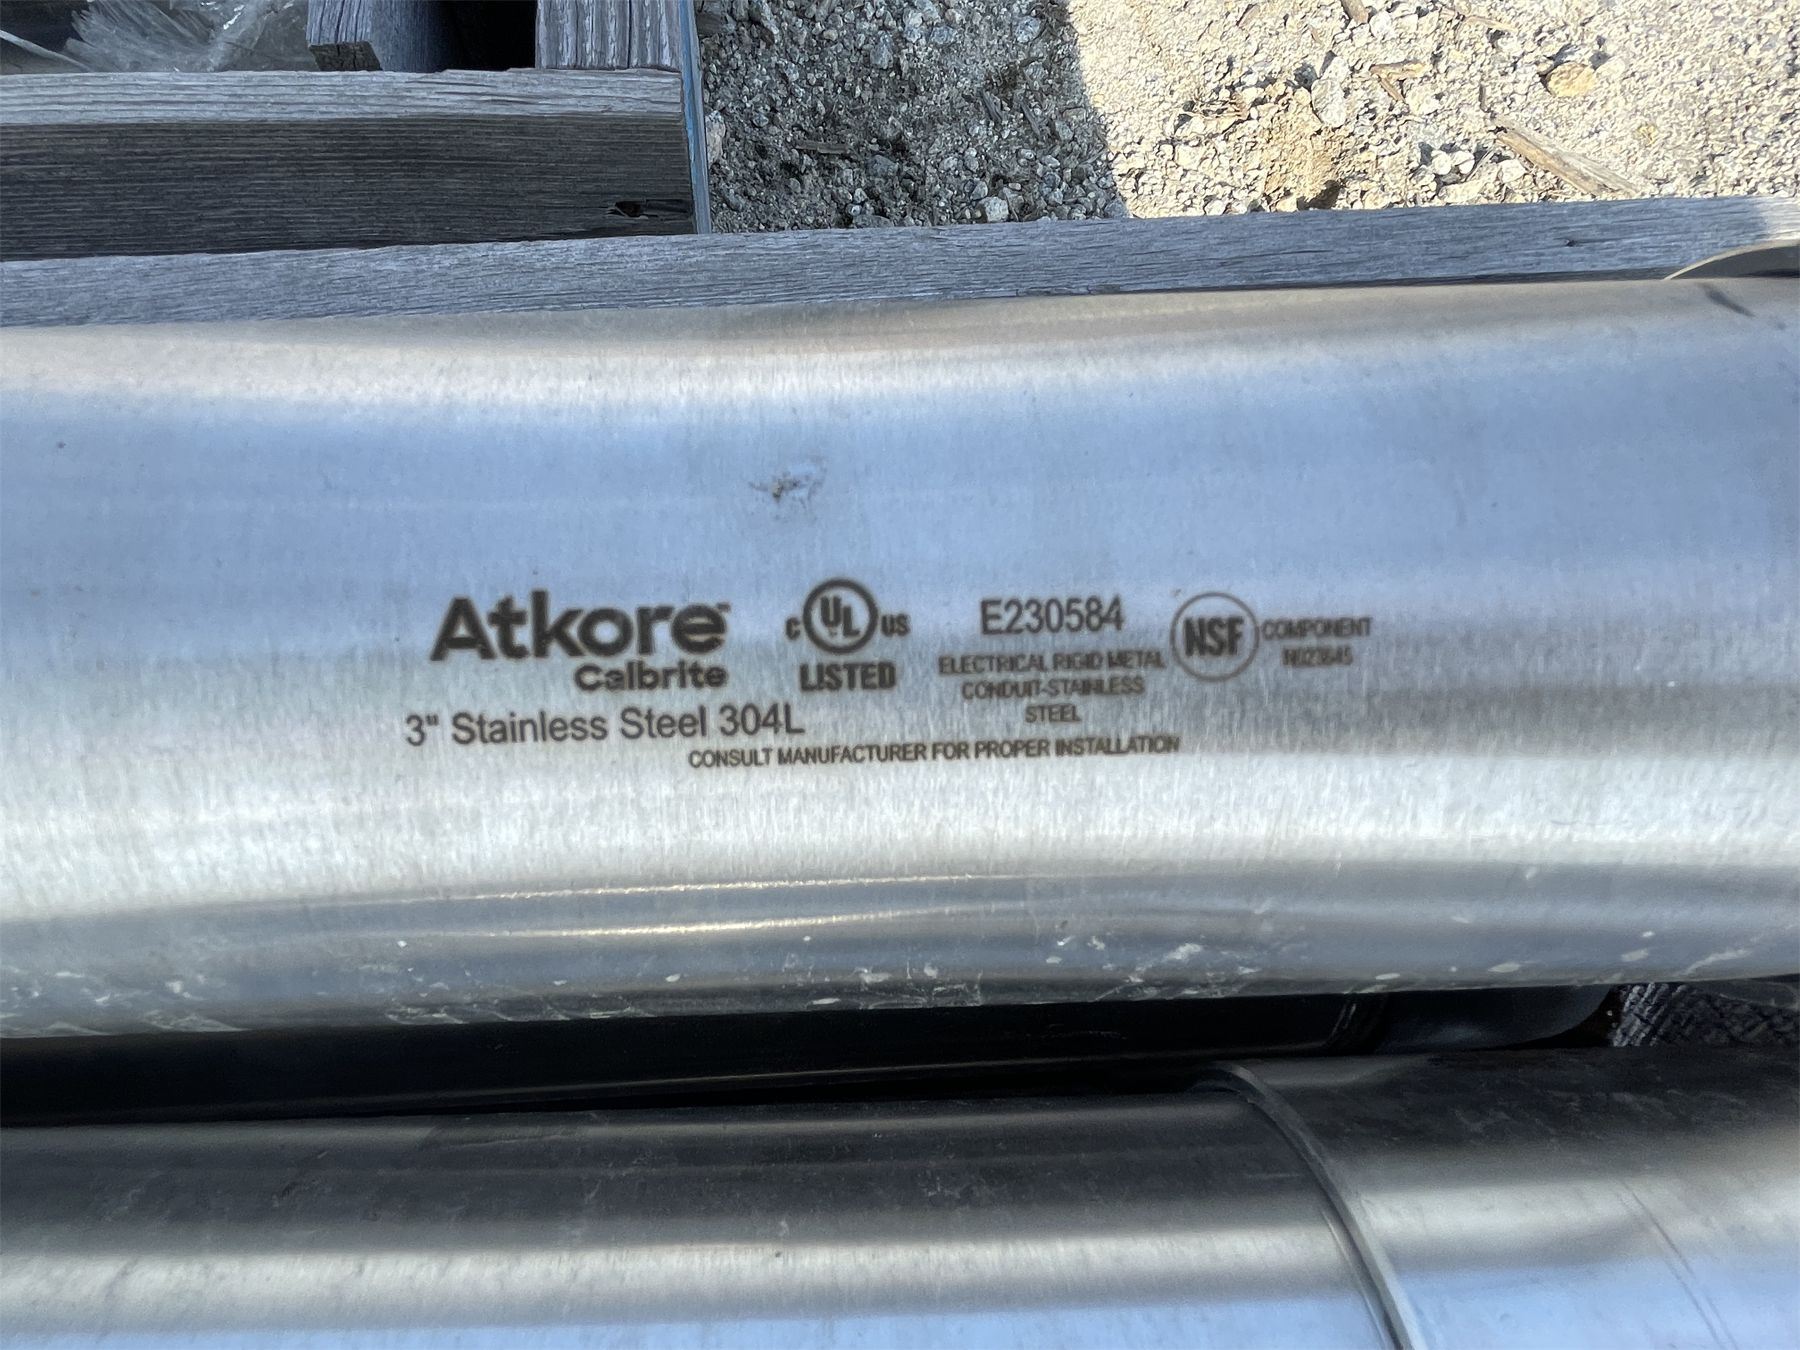 Atkore™
Calbrite
3" Stainless Steel 304L
C UL US
LISTED
E230584
ELECTRICAL RIGID METAL
CONDUIT-STAINLESS
STEEL
NSF
COMPONENT
CONSULT MANUFACTURER FOR PROPER INSTALLATION